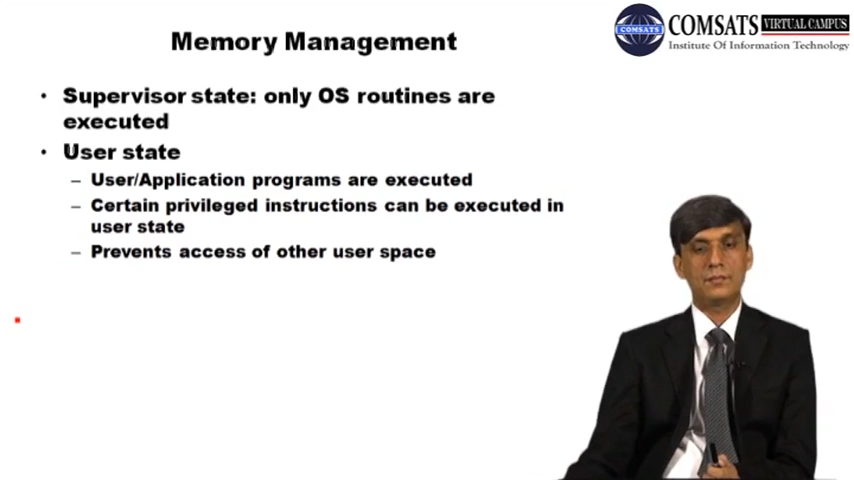 COMSATS VIRTUAL CAMPUS
Institute Of Information Technology
COMSATS
Memory Management
• Supervisor state: only OS routines are
executed
• User state
– User/Application programs are executed
– Certain privileged instructions can be executed in
user state
– Prevents access of other user space